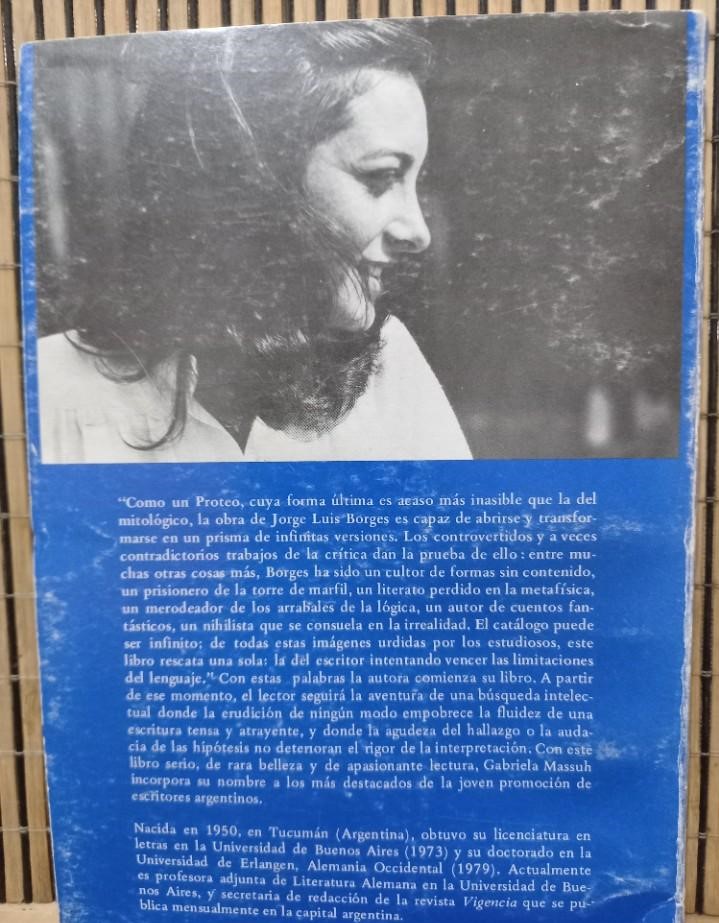 “Como un Proteo, cuya forma última es acaso más inasible que la del
mitológico, la obra de Jorge Luis Borges es capaz de abrirse y transfor-
marse en un prisma de infinitas versiones. Los controvertidos y a veces
contradictorios trabajos de la crítica dan la prueba de ello: entre mu-
chas otras cosas más, Borges ha sido un cultor de formas sin contenido,
un prisionero de la torre de marfil, un literato perdido en la metafísica,
un merodeador de los arrabales de la lógica, un autor de cuentos fan-
tásticos, un nihilista que se consuela en la irrealidad. El catálogo puede
ser infinito; de todas estas imágenes urdidas por los estudiosos, este
libro rescata una sola: la del escritor intentando vencer las limitaciones
del lenguaje.” Con estas palabras la autora comienza su libro. A partir
de ese momento, el lector seguirá la aventura de una búsqueda intelec-
tual donde la erudición de ningún modo empobrece la fluidez de una
escritura tensa y atrayente, y donde la agudeza del hallazgo o la auda-
cia de las hipótesis no deterioran el rigor de la interpretación. Con este
libro serio, de rara belleza y de apasionante lectura, Gabriela Massuh
incorpora su nombre a los más destacados de la joven promoción de
escritores argentinos.
Nacida en 1950, en Tucumán (Argentina), obtuvo su licenciatura en
letras en la Universidad de Buenos Aires (1973) y su doctorado en la
Universidad de Erlangen, Alemania Occidental (1979). Actualmente
es profesora adjunta de Literatura Alemana en la Universidad de Bue-
nos Aires, y secretaria de redacción de la revista Vigencia que se pu-
blica mensualmente en la capital argentina.